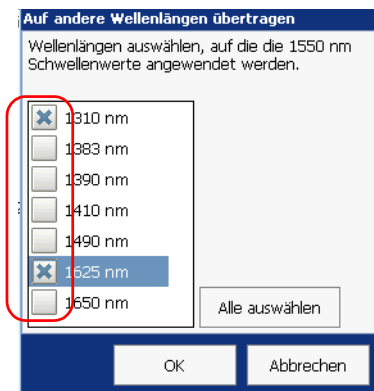 Auf andere Wellenlängen übertragen
Wellenlängen auswählen, auf die die 1550 nm
Schwellenwerte angewendet werden.
1310 nm
1383 nm
1390 nm
1410 nm
1490 nm
1625 nm
1650 nm
Alle auswählen
OK
Abbrechen